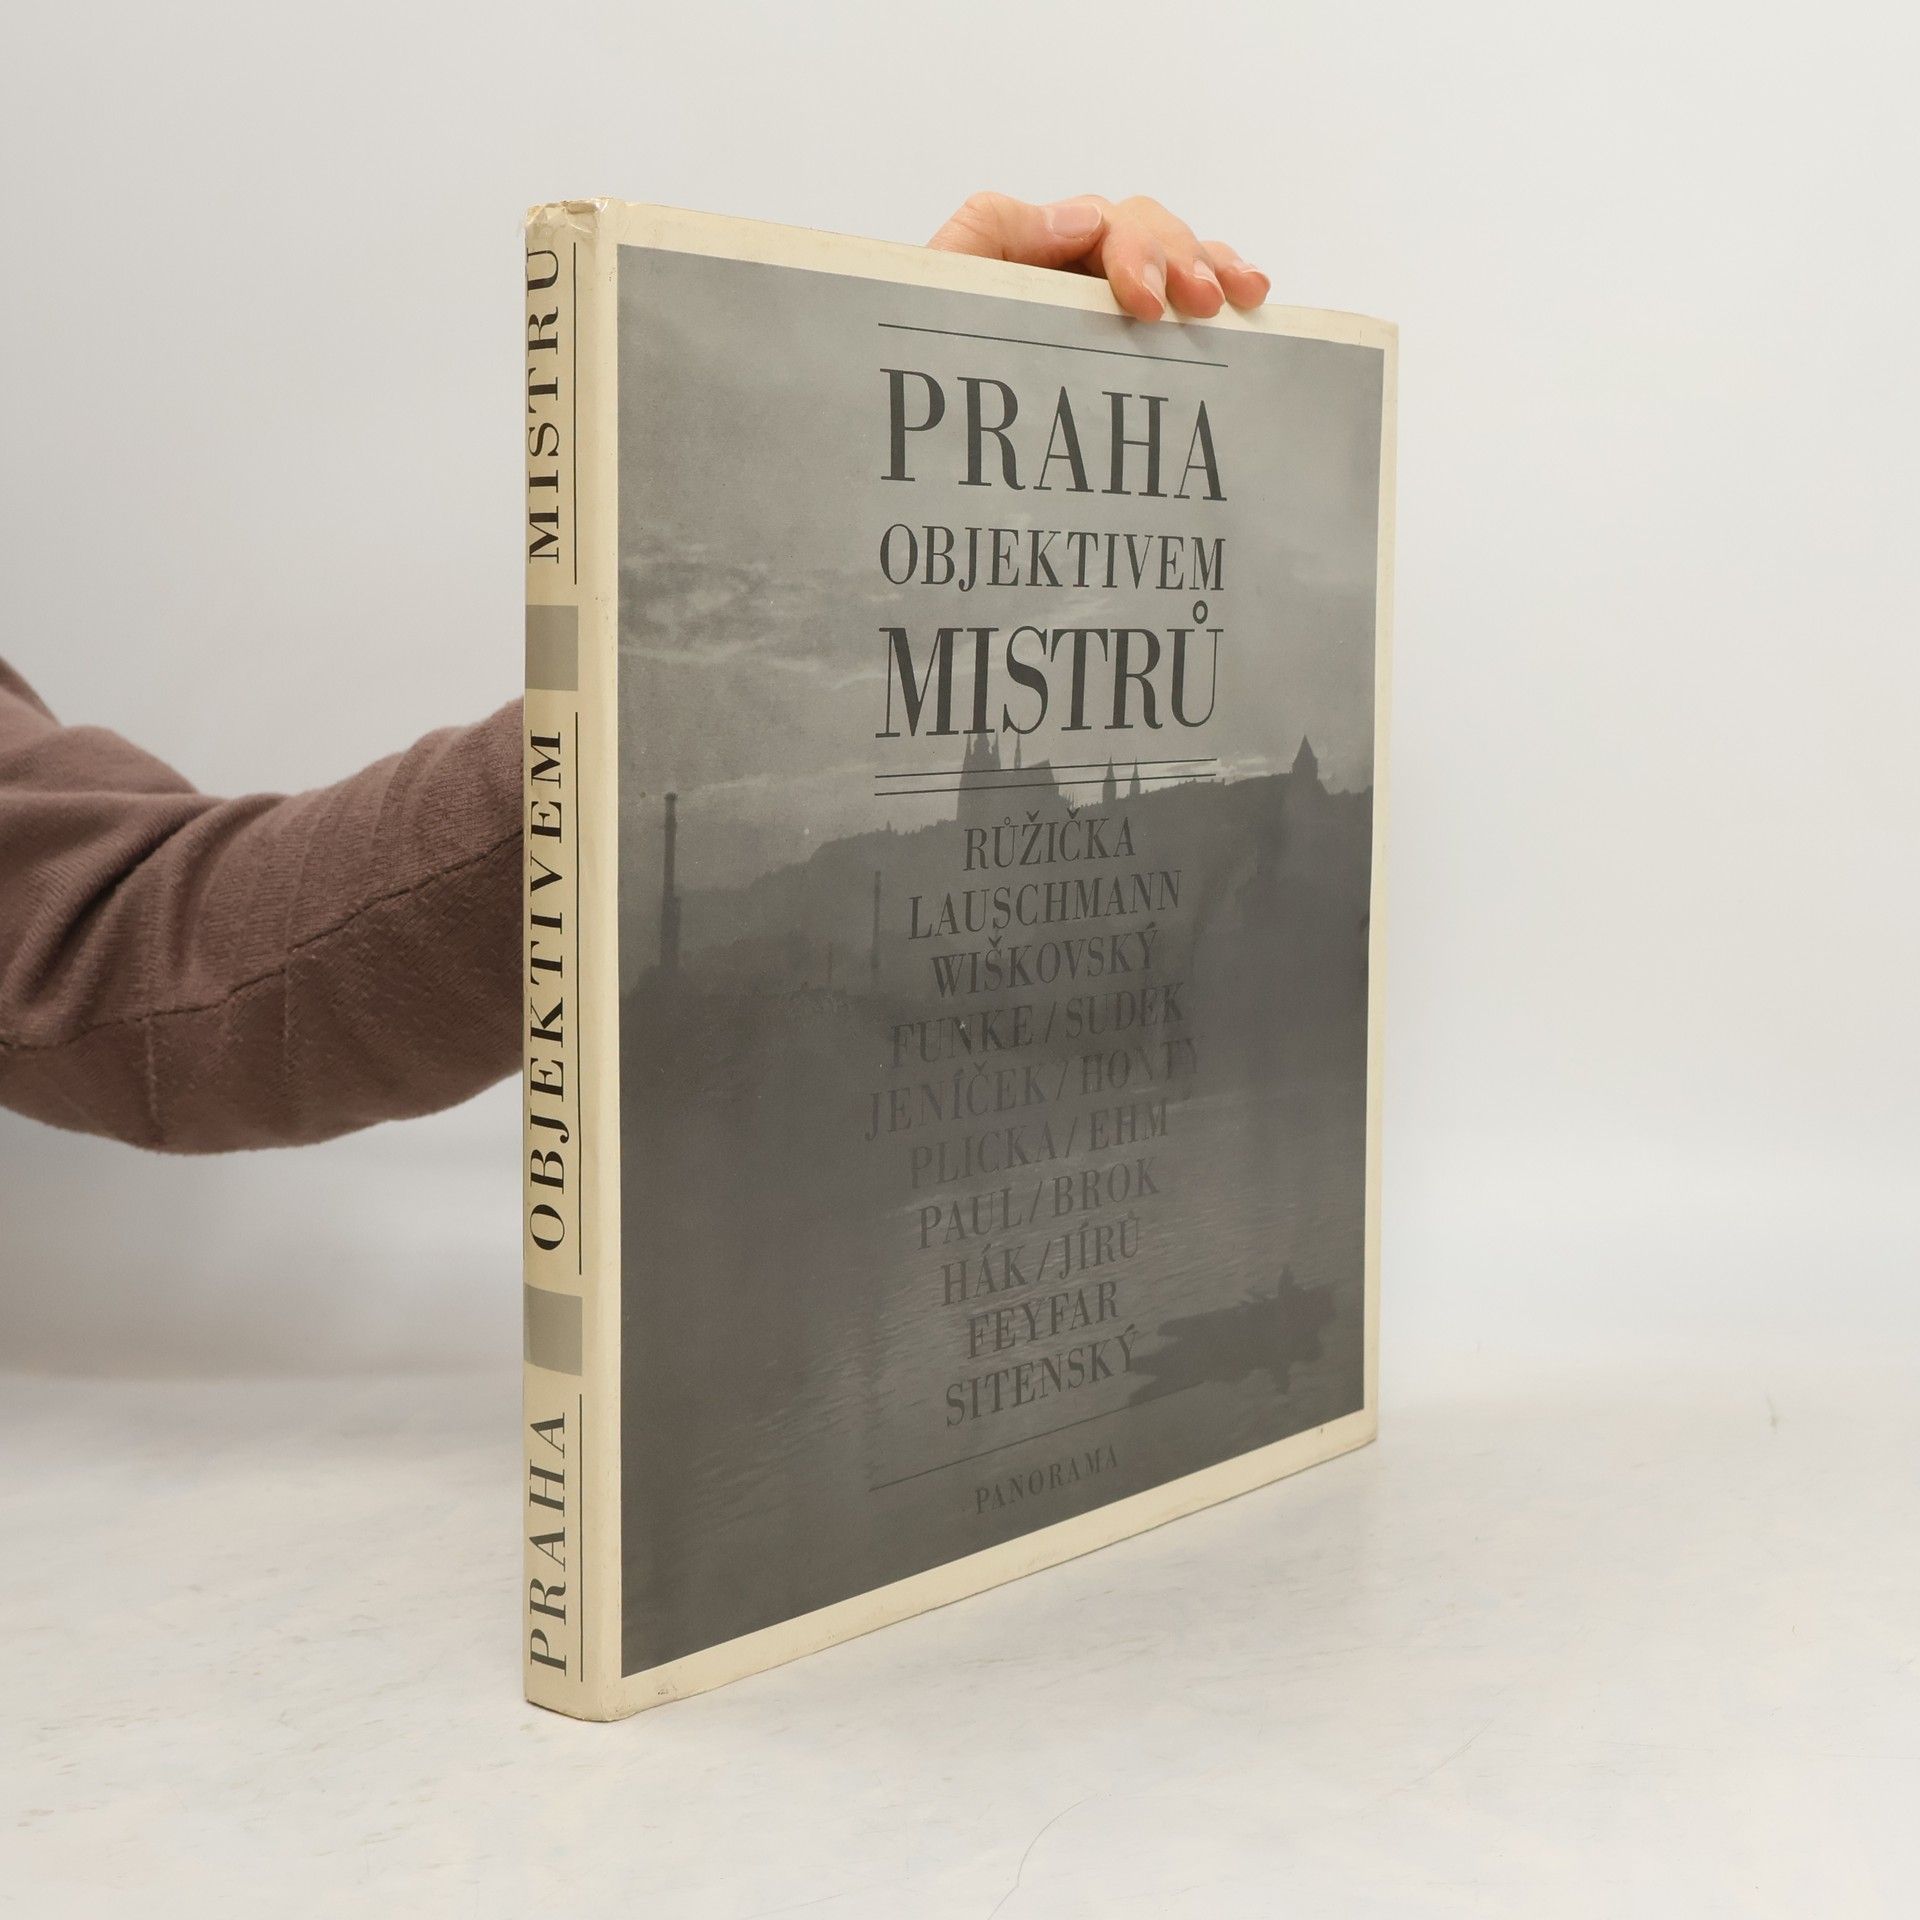 PRAHA OBJEKTIVEM MISTRŮ
PRAHA
OBJEKTIVEM
MISTRŮ
RŮŽIČKA
LAUSCHMANN
WIŠKOVSKÝ
FUNKE / SUDEK
JENÍČEK / HONTY
PLICKA / EHM
PAUL / BROK
HÁK / JÍRŮ
FEYFAR
SITENSKÝ
PANORAMA